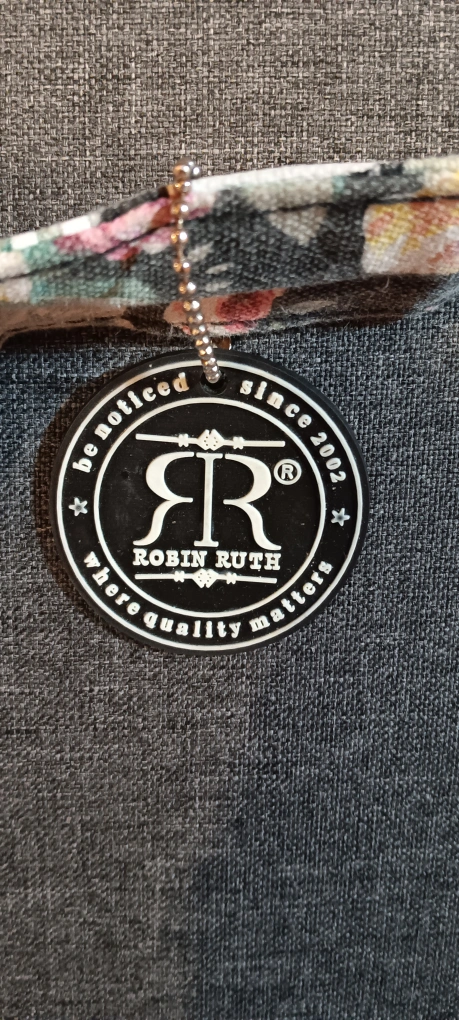 be noticed since 2002
RR®
ROBIN RUTH
where quality matters